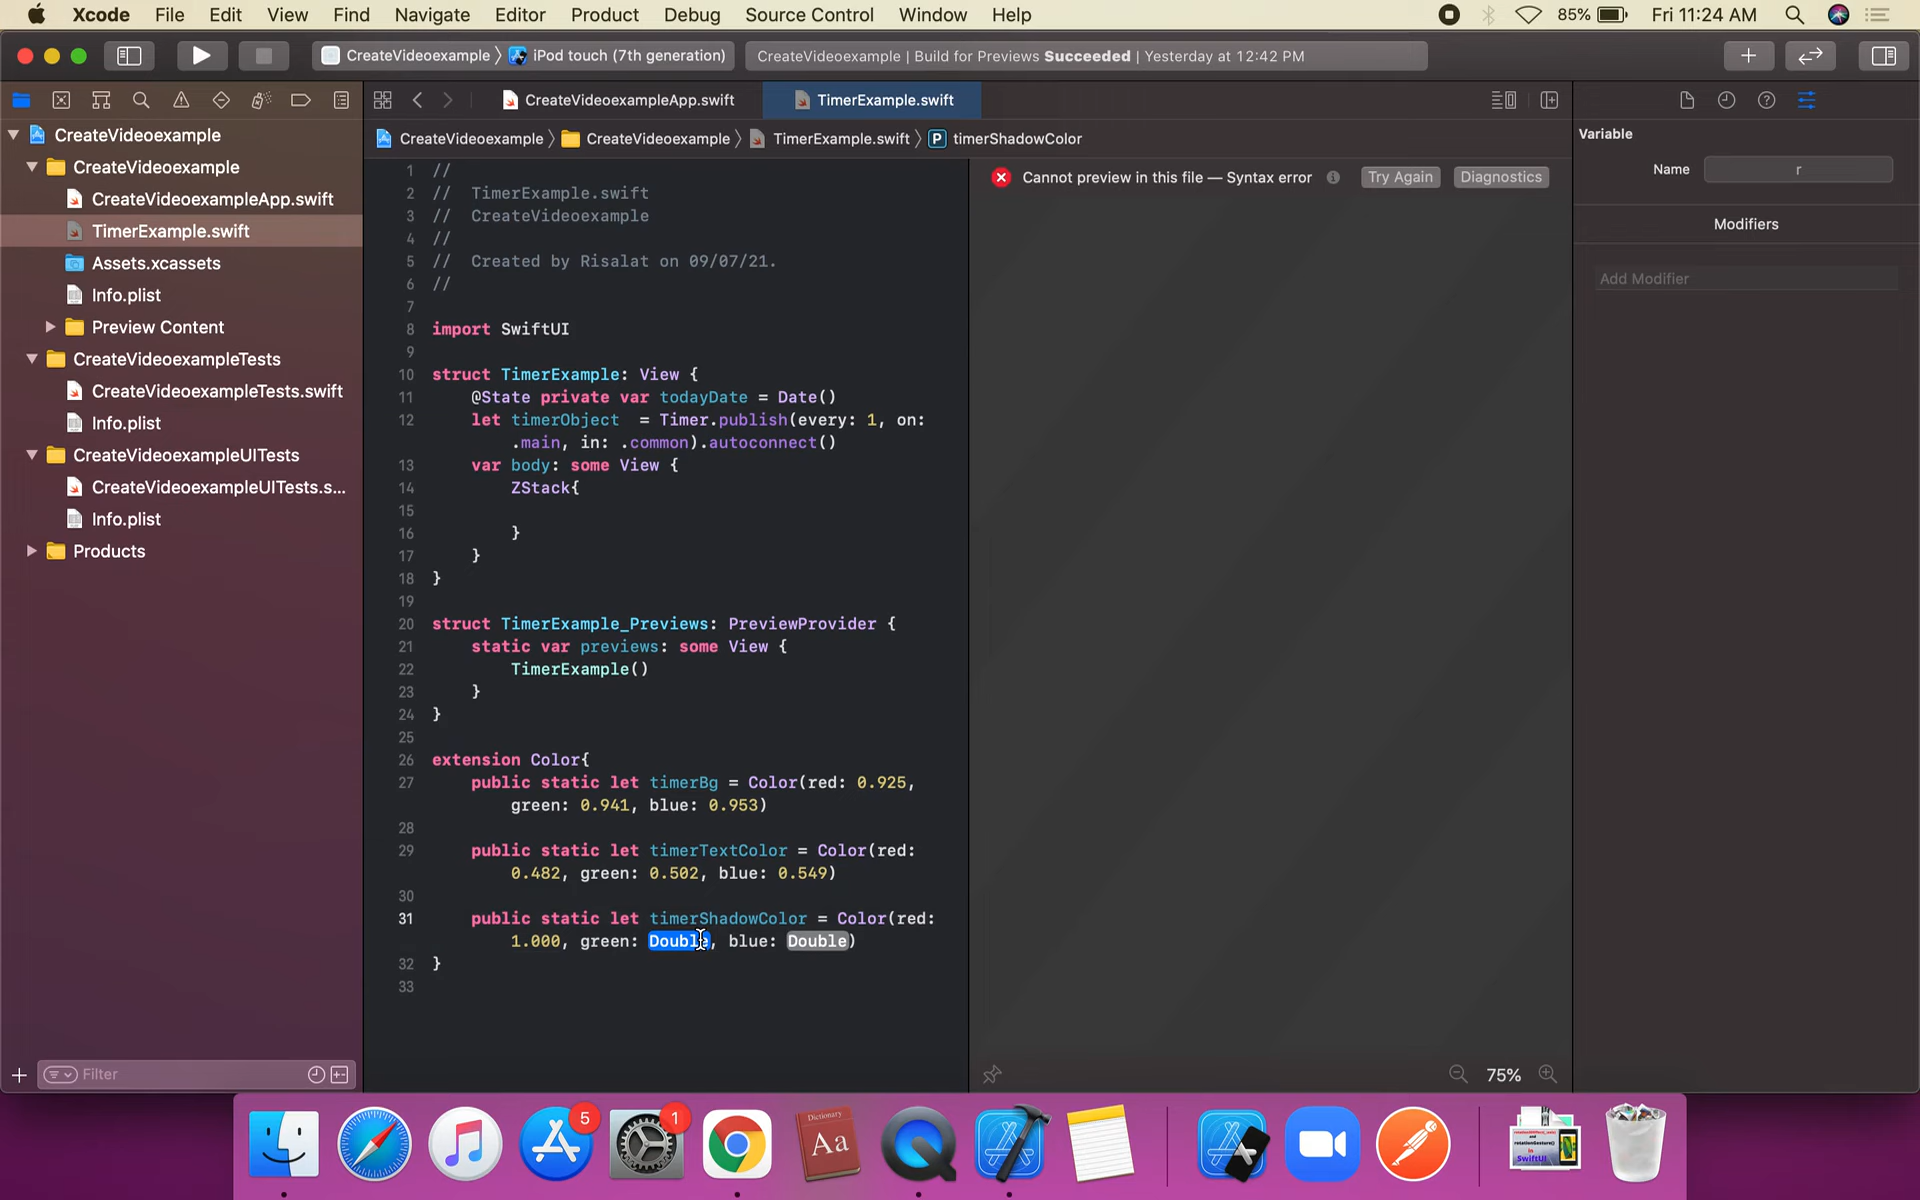 Xcode File Edit View Find Navigate Editor Product Debug Source Control Window Help 85% Fri 11:24 AM
CreateVideoexample 〉 iPod touch (7th generation) CreateVideoexample | Build for Previews Succeeded | Yesterday at 12:42 PM
CreateVideoexampleApp.swift TimerExample.swift
CreateVideoexample 〉 CreateVideoexample 〉 TimerExample.swift 〉 P timerShadowColor
CreateVideoexample
CreateVideoexample
CreateVideoexampleApp.swift
TimerExample.swift
Assets.xcassets
Info.plist
Preview Content
CreateVideoexampleTests
CreateVideoexampleTests.swift
Info.plist
CreateVideoexampleUITests
CreateVideoexampleUITests.s...
Info.plist
Products
Filter
1 //
2 // TimerExample.swift
3 // CreateVideoexample
4 //
5 // Created by Risalat on 09/07/21.
6 //
7
8 import SwiftUI
9
10 struct TimerExample: View {
11 @State private var todayDate = Date()
12 let timerObject = Timer.publish(every: 1, on:
.main, in: .common).autoconnect()
13 var body: some View {
14 ZStack{
15
16 }
17 }
18 }
19
20 struct TimerExample_Previews: PreviewProvider {
21 static var previews: some View {
22 TimerExample()
23 }
24 }
25
26 extension Color{
27 public static let timerBg = Color(red: 0.925,
green: 0.941, blue: 0.953)
28
29 public static let timerTextColor = Color(red:
0.482, green: 0.502, blue: 0.549)
30
31 public static let timerShadowColor = Color(red:
1.000, green: Double, blue: Double)
32 }
33
Cannot preview in this file — Syntax error Try Again Diagnostics
75%
Variable
Name r
Modifiers
Add Modifier
5
1
Dictionary
Aa
and
rotationGesture()
in
SwiftUI